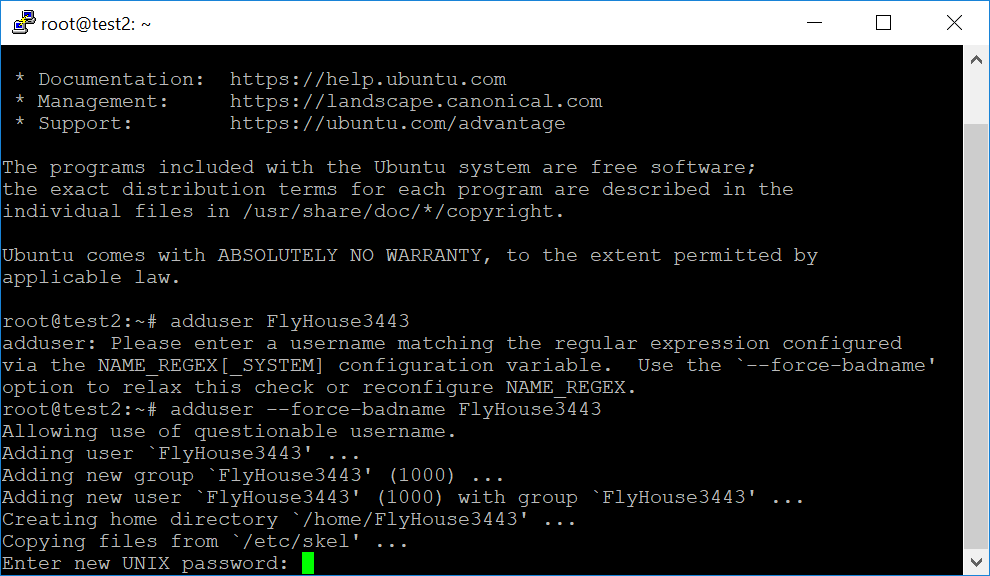 root@test2: ~
* Documentation:  https://help.ubuntu.com
* Management:     https://landscape.canonical.com
* Support:        https://ubuntu.com/advantage
The programs included with the Ubuntu system are free software;
the exact distribution terms for each program are described in the
individual files in /usr/share/doc/*/copyright.
Ubuntu comes with ABSOLUTELY NO WARRANTY, to the extent permitted by
applicable law.
root@test2:~# adduser FlyHouse3443
adduser: Please enter a username matching the regular expression configured
via the NAME_REGEX[_SYSTEM] configuration variable.  Use the `--force-badname'
option to relax this check or reconfigure NAME_REGEX.
root@test2:~# adduser --force-badname FlyHouse3443
Allowing use of questionable username.
Adding user `FlyHouse3443' ...
Adding new group `FlyHouse3443' (1000) ...
Adding new user `FlyHouse3443' (1000) with group `FlyHouse3443' ...
Creating home directory `/home/FlyHouse3443' ...
Copying files from `/etc/skel' ...
Enter new UNIX password: